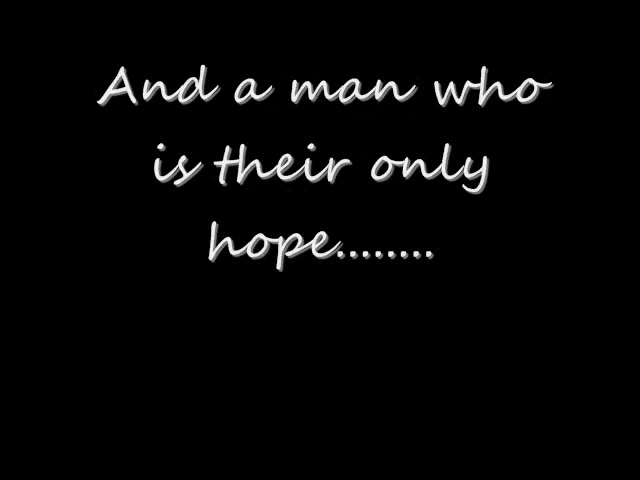 And a man who
is their only
hope........